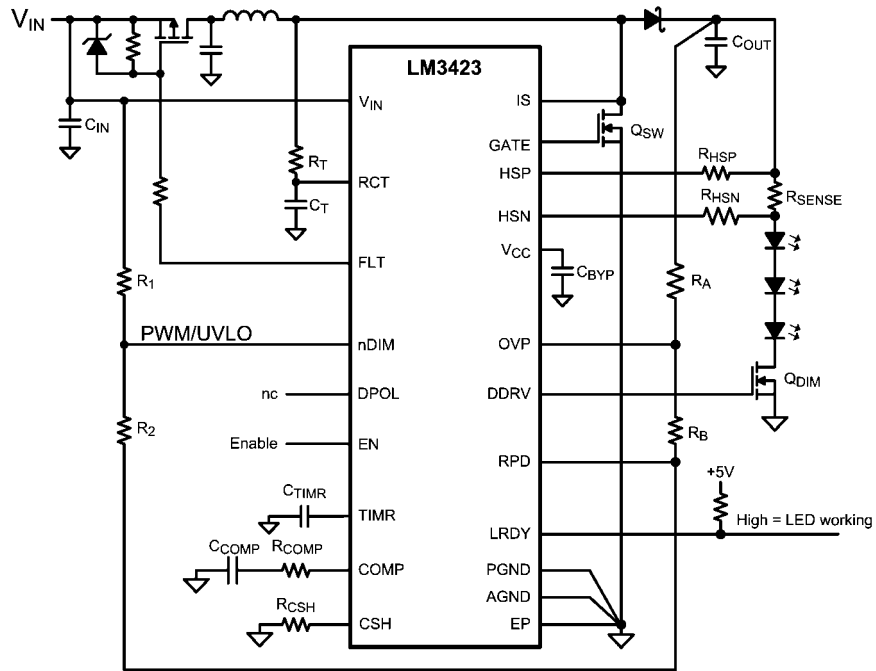 VIN
LM3423
COUT
CIN
VIN
IS
QSW
RT
GATE
HSP
RHSP
RCT
RSENSE
CT
HSN
RHSN
VCC
CBYP
R1
FLT
RA
PWM/UVLO
nDIM
OVP
QDIM
nc
DPOL
DDRV
R2
Enable
EN
RB
RPD
+5V
CTIMR
TIMR
LRDY
High = LED working
CCOMP
RCOMP
COMP
PGND
RCSH
AGND
CSH
EP